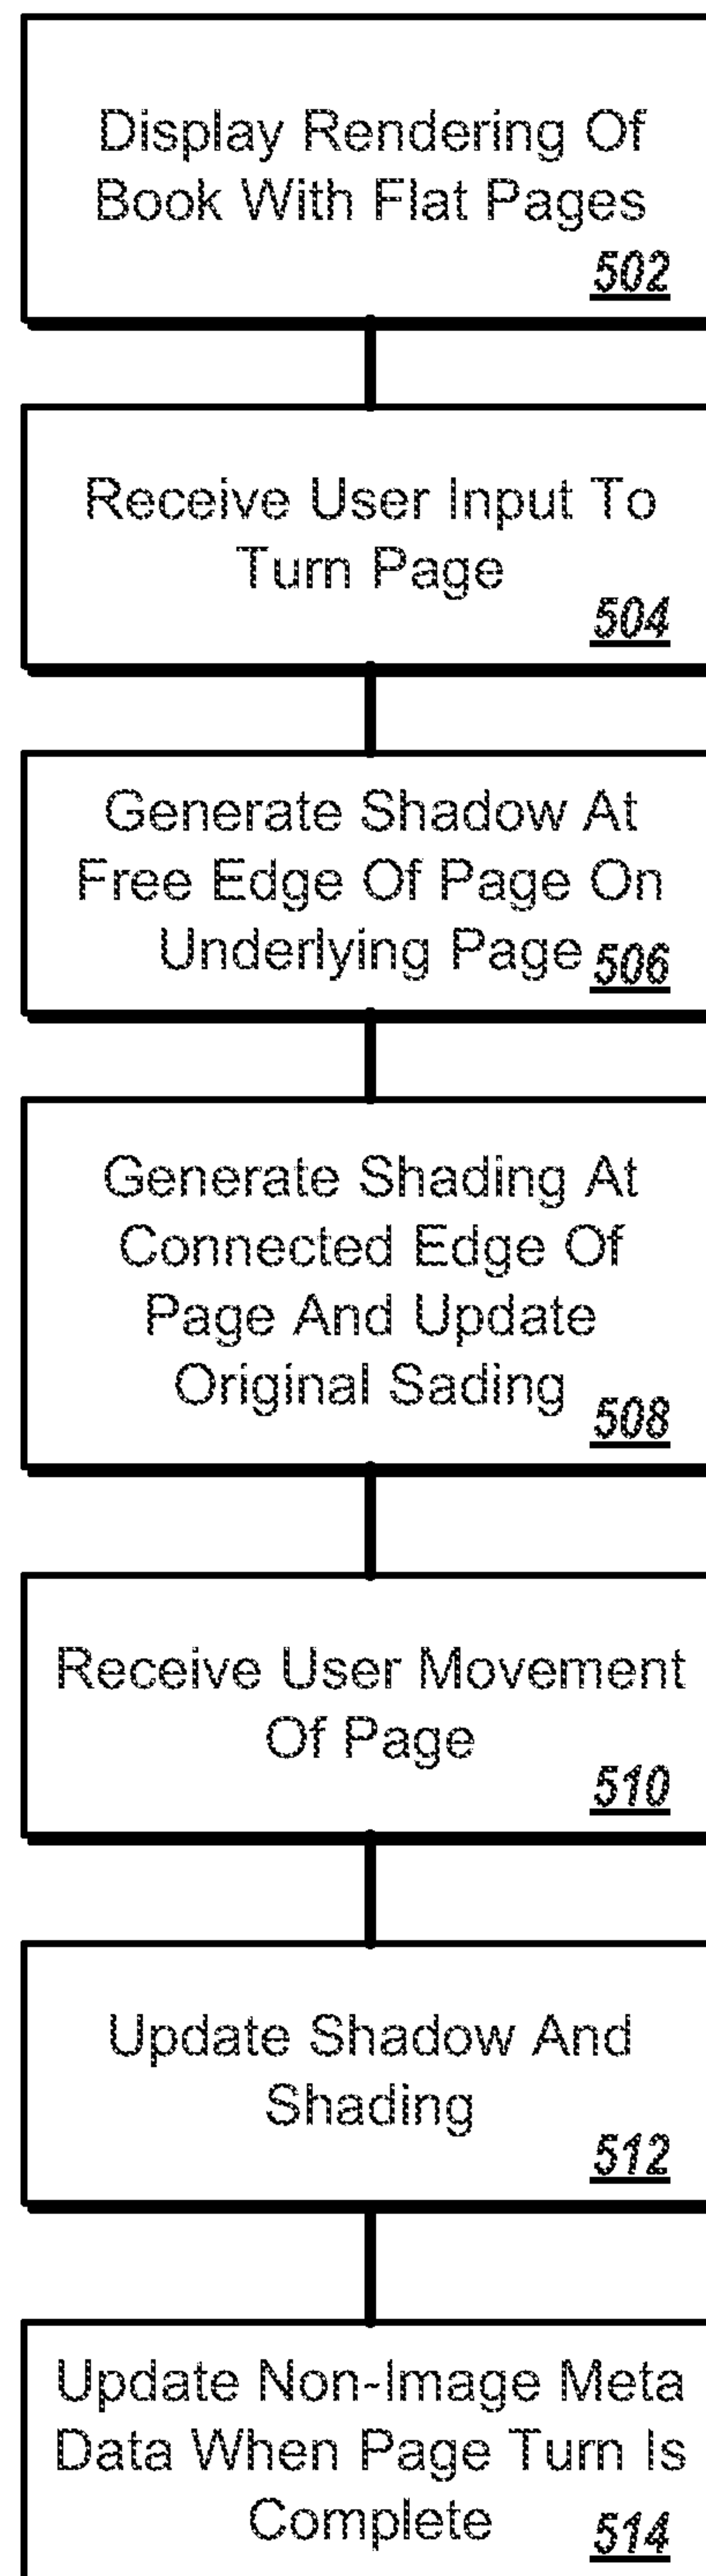 Display Rendering Of
Book With Flat Pages
502
Receive User Input To
Turn Page
504
Generate Shadow At
Free Edge Of Page On
Underlying Page 506
Generate Shading At
Connected Edge Of
Page And Update
Original Sading
508
Receive User Movement
Of Page
510
Update Shadow And
Shading
512
Update Non-Image Meta
Data When Page Turn Is
Complete 514